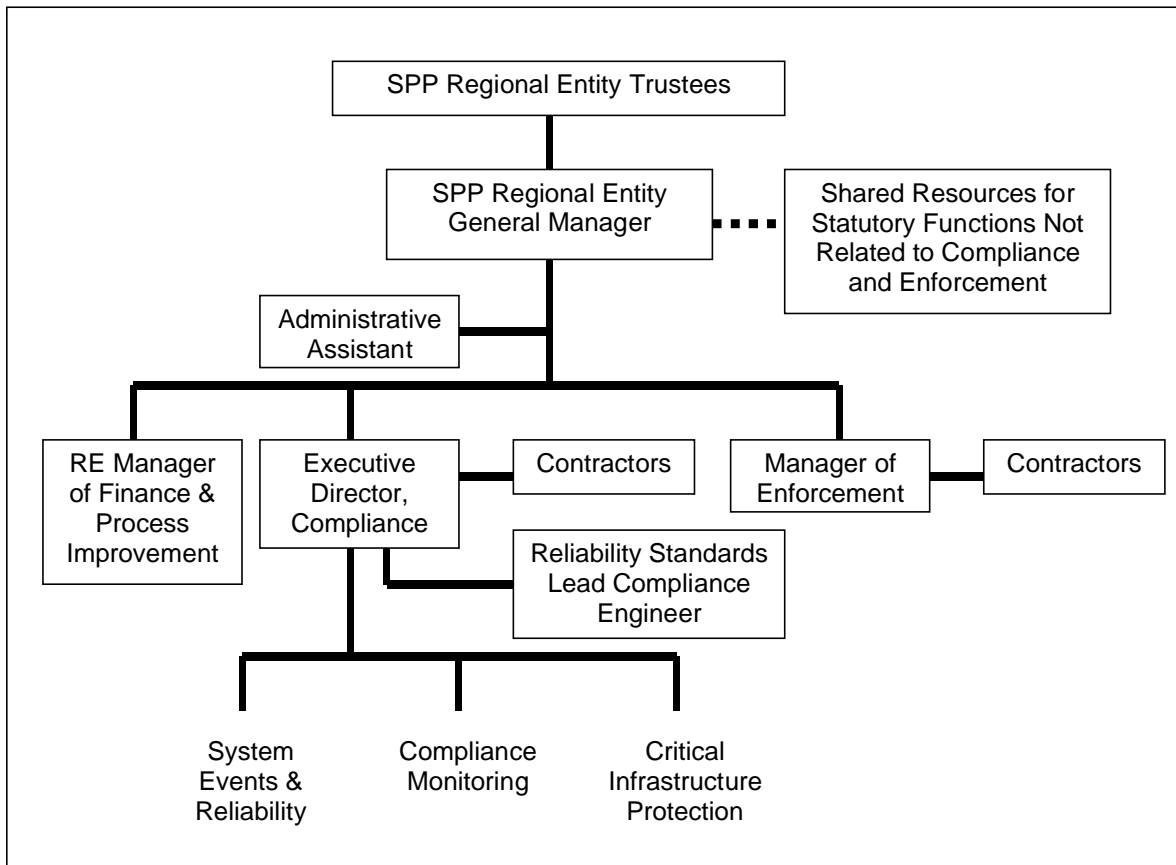 SPP Regional Entity Trustees
SPP Regional Entity
General Manager
Shared Resources for
Statutory Functions Not
Related to Compliance
and Enforcement
Administrative
Assistant
RE Manager
of Finance &
Process
Improvement
Executive
Director,
Compliance
Contractors
Manager of
Enforcement
Contractors
Reliability Standards
Lead Compliance
Engineer
System
Events &
Reliability
Compliance
Monitoring
Critical
Infrastructure
Protection